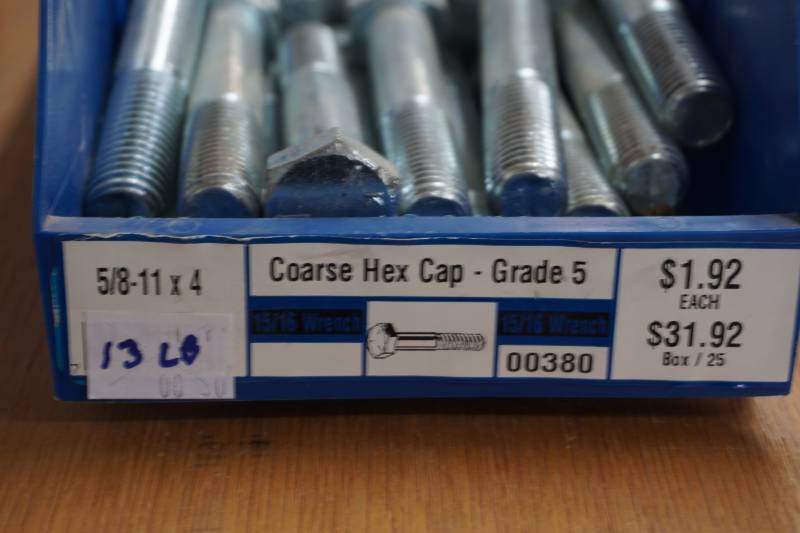 5/8-11 x 4
13 LB
Coarse Hex Cap - Grade 5
15/16 Wrench
15/16 Wrench
00380
$1.92
EACH
$31.92
Box / 25